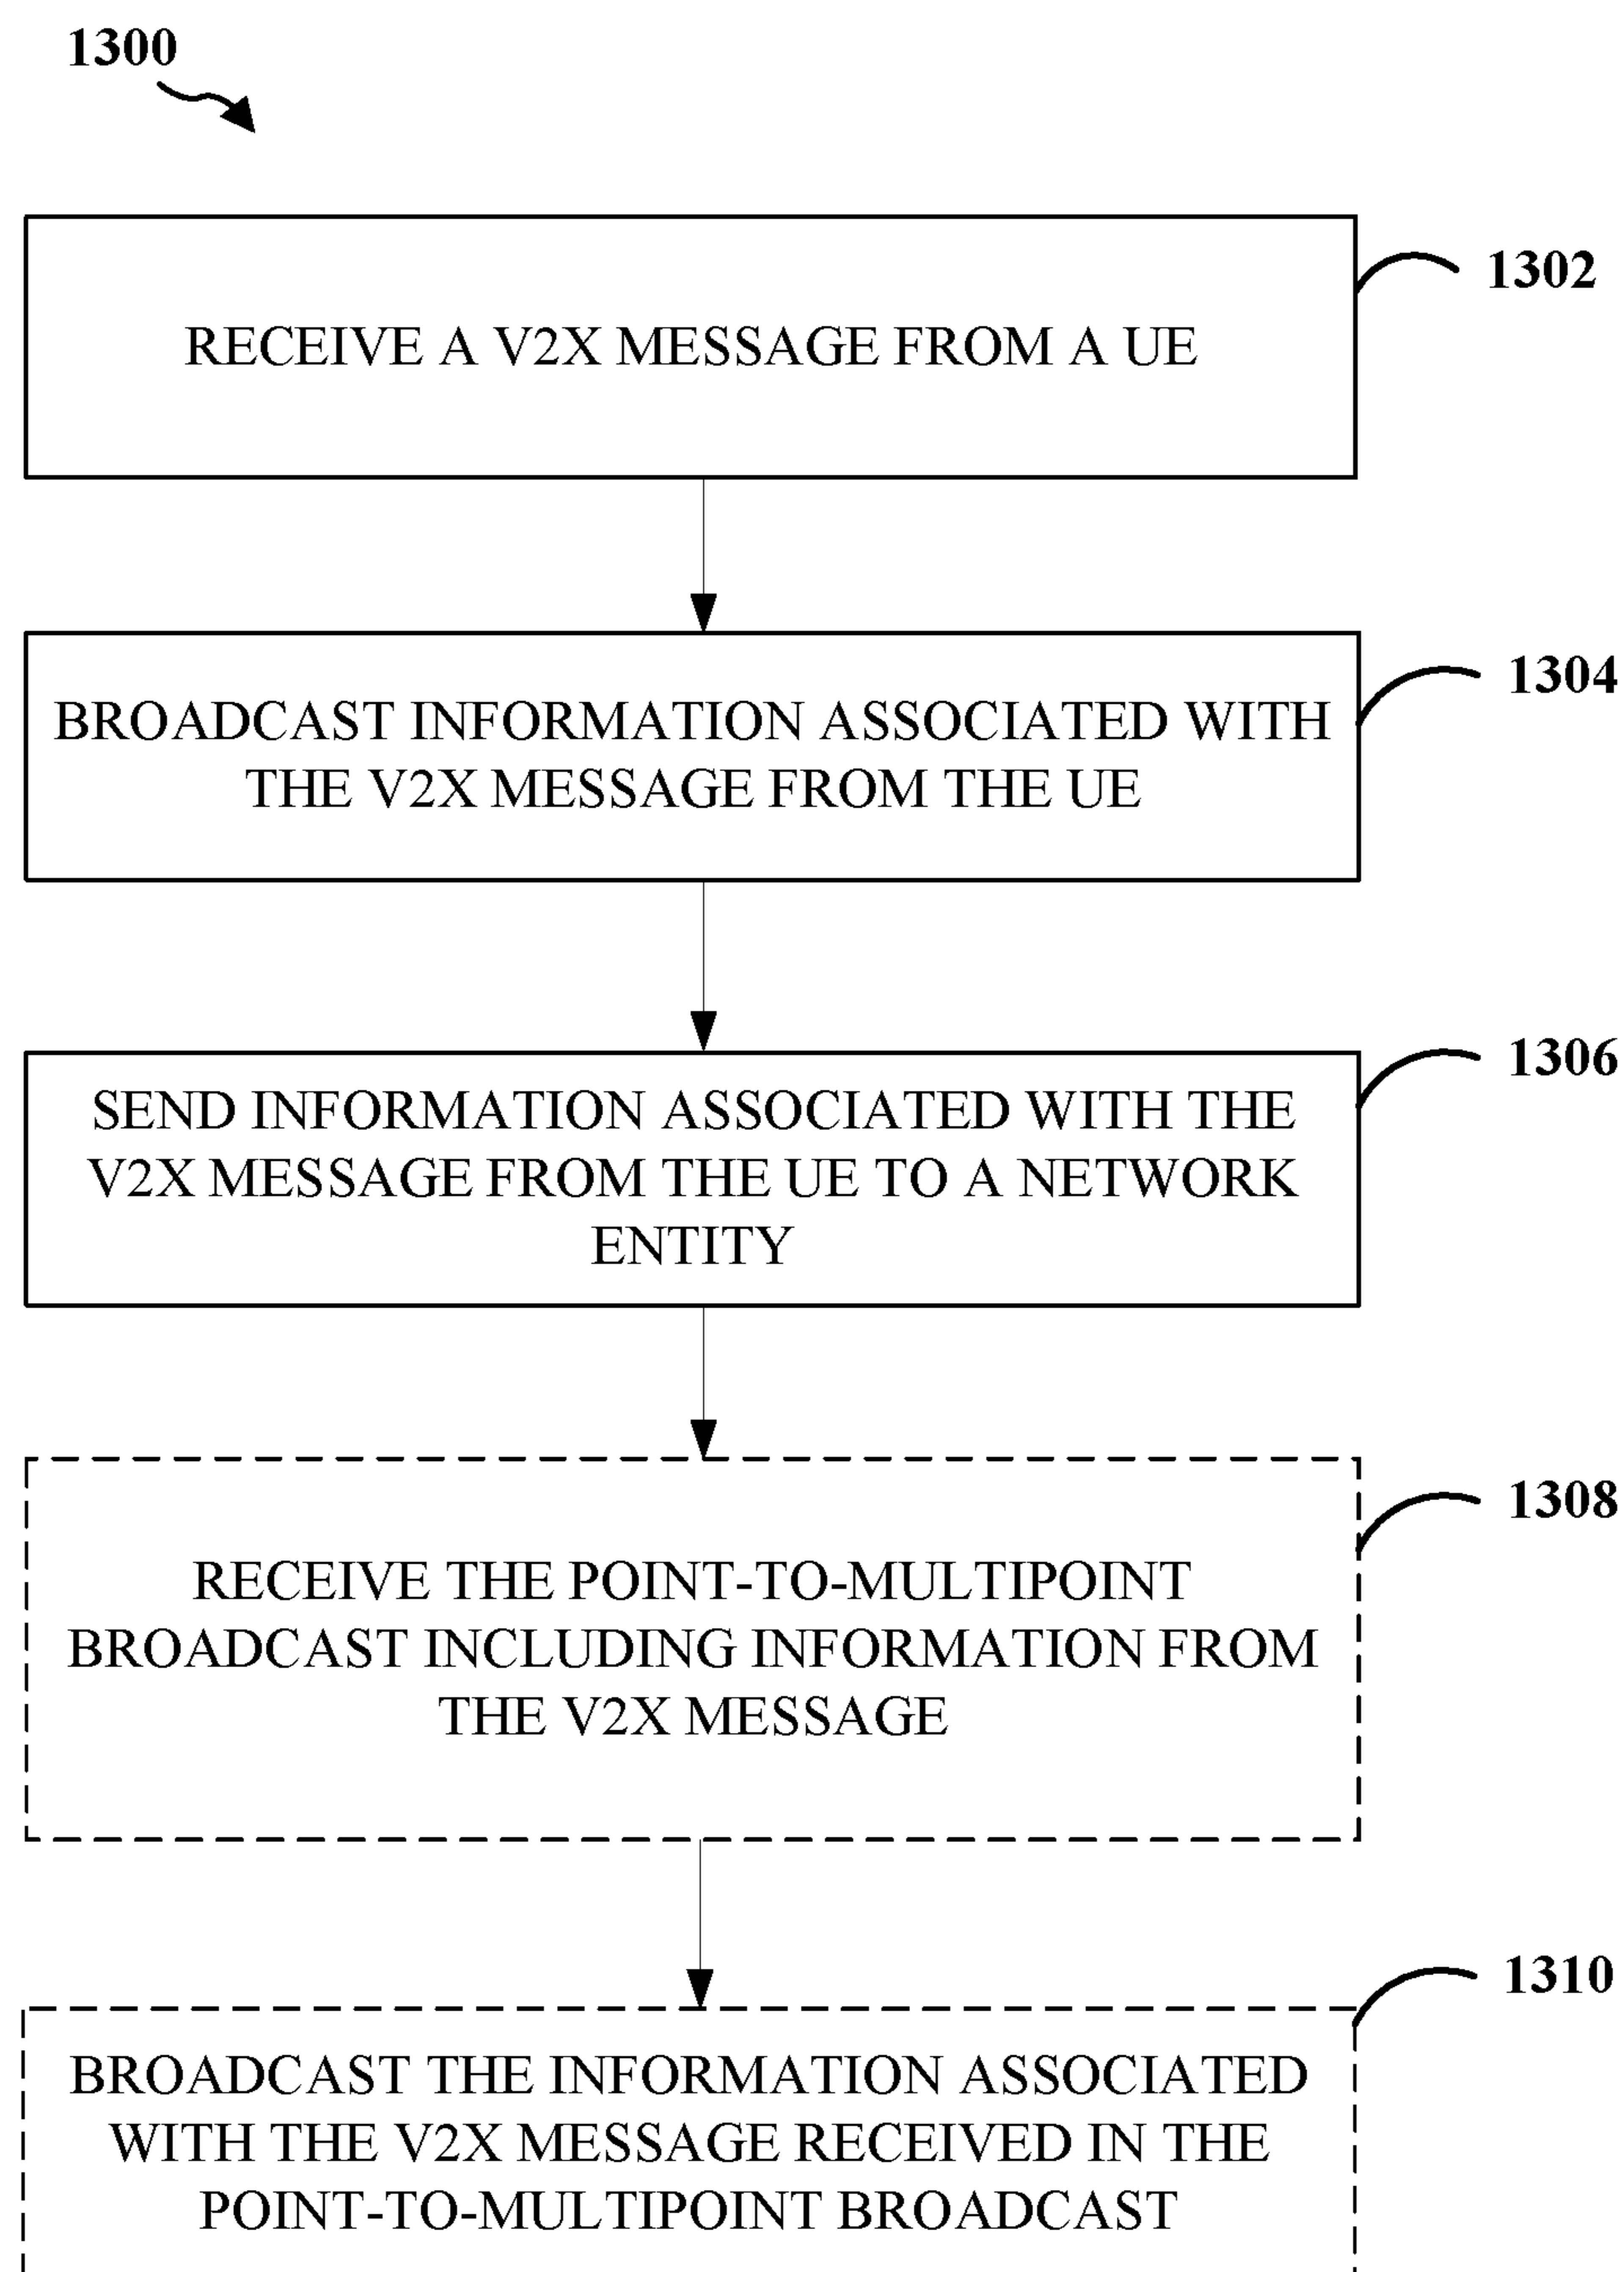 1300
RECEIVE A V2X MESSAGE FROM A UE
1302
BROADCAST INFORMATION ASSOCIATED WITH
THE V2X MESSAGE FROM THE UE
1304
SEND INFORMATION ASSOCIATED WITH THE
V2X MESSAGE FROM THE UE TO A NETWORK
ENTITY
1306
RECEIVE THE POINT-TO-MULTIPOINT
BROADCAST INCLUDING INFORMATION FROM
THE V2X MESSAGE
1308
BROADCAST THE INFORMATION ASSOCIATED
WITH THE V2X MESSAGE RECEIVED IN THE
POINT-TO-MULTIPOINT BROADCAST
1310